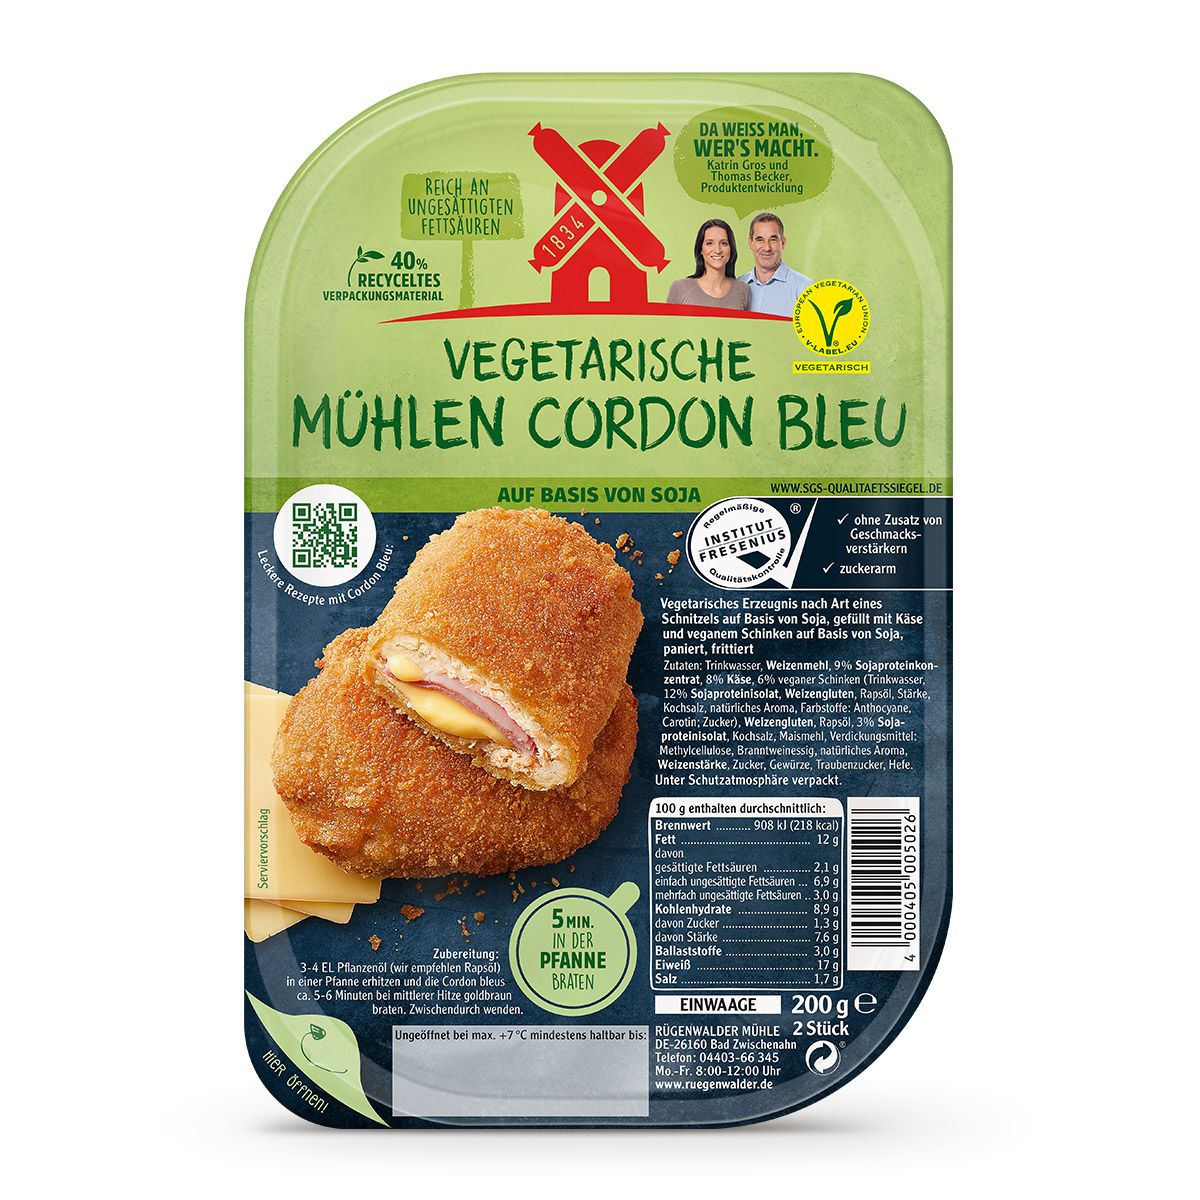 DA WEISS MAN,
WER'S MACHT.
Katrin Gros und
Thomas Becker,
Produktentwicklung
REICH AN
UNGESÄTTIGTEN
FETTSÄUREN
1834
40%
RECYCELTES
VERPACKUNGSMATERIAL
EUROPEAN VEGETARIAN UNION
V-LABEL.EU
VEGETARISCH
VEGETARISCHE
MÜHLEN CORDON BLEU
AUF BASIS VON SOJA
WWW.SGS-QUALITAETSSIEGEL.DE
Regelmäßige
INSTITUT
FRESENIUS
Qualitätskontrolle
®
✓ ohne Zusatz von
Geschmacks-
verstärkern
✓ zuckerarm
Leckere Rezepte mit Cordon Bleu:
Vegetarisches Erzeugnis nach Art eines
Schnitzels auf Basis von Soja, gefüllt mit Käse
und veganem Schinken auf Basis von Soja,
paniert, frittiert
Zutaten: Trinkwasser, Weizenmehl, 9% Sojaproteinkon-
zentrat, 8% Käse, 6% veganer Schinken (Trinkwasser,
12% Sojaproteinisolat, Weizengluten, Rapsöl, Stärke,
Kochsalz, natürliches Aroma, Farbstoffe: Anthocyane,
Carotin; Zucker), Weizengluten, Rapsöl, 3% Soja-
proteinisolat, Kochsalz, Maismehl, Verdickungsmittel:
Methylcellulose, Branntweinessig, natürliches Aroma,
Weizenstärke, Zucker, Gewürze, Traubenzucker, Hefe.
Unter Schutzatmosphäre verpackt.
100 g enthalten durchschnittlich:
Brennwert .......... 908 kJ (218 kcal)
Fett .......... 12 g
davon
gesättigte Fettsäuren .......... 2,1 g
einfach ungesättigte Fettsäuren ... 6,9 g
mehrfach ungesättigte Fettsäuren .. 3,0 g
Kohlenhydrate .......... 8,9 g
davon Zucker .......... 1,3 g
davon Stärke .......... 7,6 g
Ballaststoffe .......... 3,0 g
Eiweiß .......... 17 g
Salz .......... 1,7 g
4 000405 005026
Serviervorschlag
5 MIN.
IN DER
PFANNE
BRATEN
Zubereitung:
3-4 EL Pflanzenöl (wir empfehlen Rapsöl)
in einer Pfanne erhitzen und die Cordon bleus
ca. 5-6 Minuten bei mittlerer Hitze goldbraun
braten. Zwischendurch wenden.
EINWAAGE 200 g ℮
2 Stück
RÜGENWALDER MÜHLE
DE-26160 Bad Zwischenahn
Telefon: 04403-66 345
Mo.-Fr. 8:00-12:00 Uhr
www.ruegenwalder.de
Ungeöffnet bei max. +7 °C mindestens haltbar bis:
HIER ÖFFNEN!